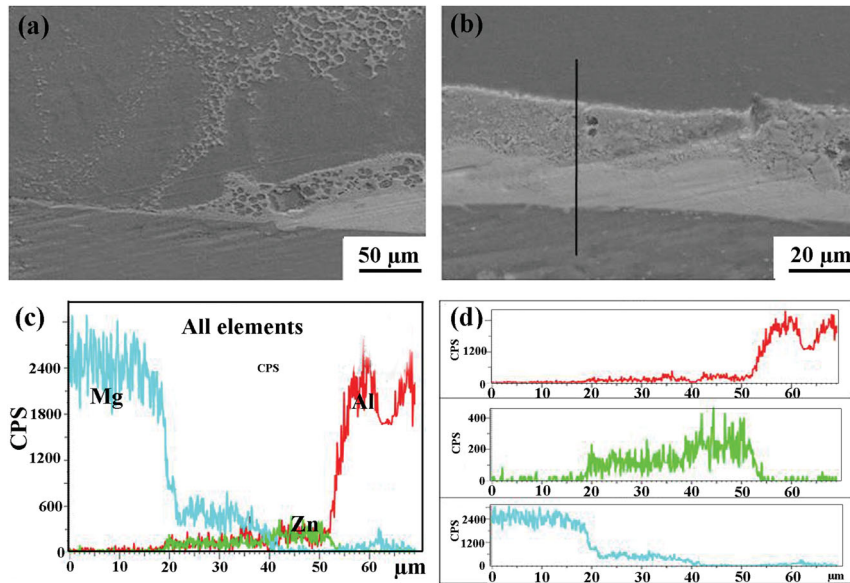 (a)
50 μm
(b)
20 μm
(c)
All elements
CPS
Mg
Al
Zn
CPS
2400
1800
1200
600
0
0 10 20 30 40 50 60 μm
(d)
CPS
1200
0
0 10 20 30 40 50 60
CPS
400
200
0
0 10 20 30 40 50 60
CPS
2400
1200
0
0 10 20 30 40 50 60